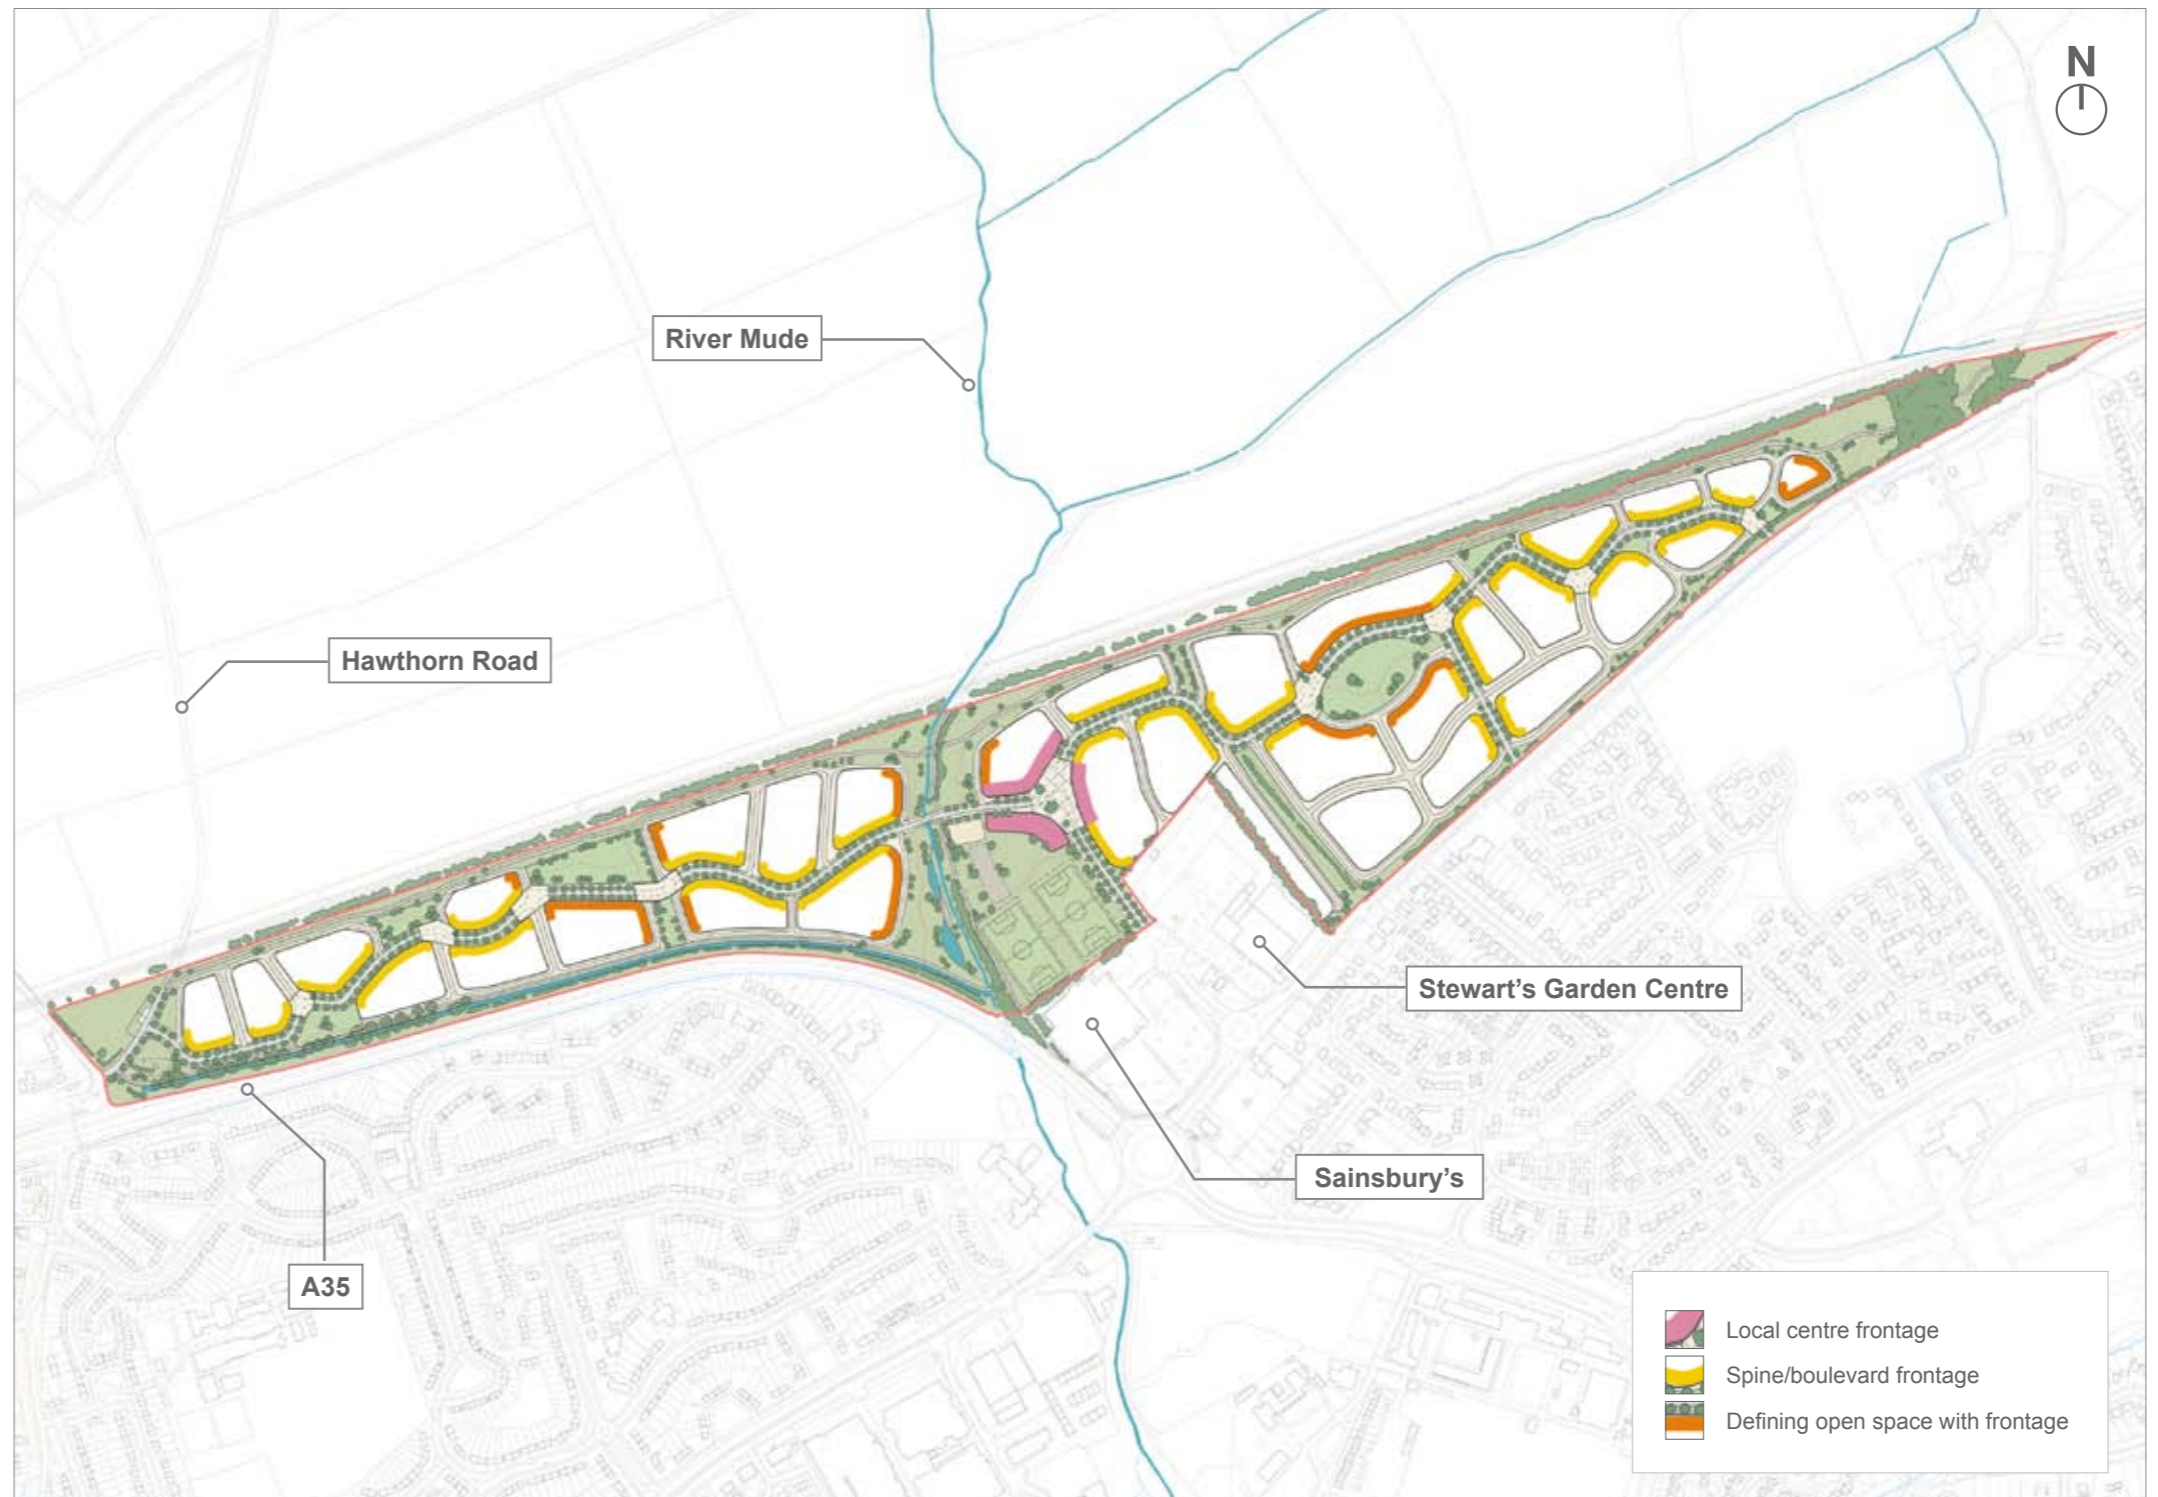 N
River Mude
Hawthorn Road
Stewart's Garden Centre
Sainsbury's
A35
Local centre frontage
Spine/boulevard frontage
Defining open space with frontage